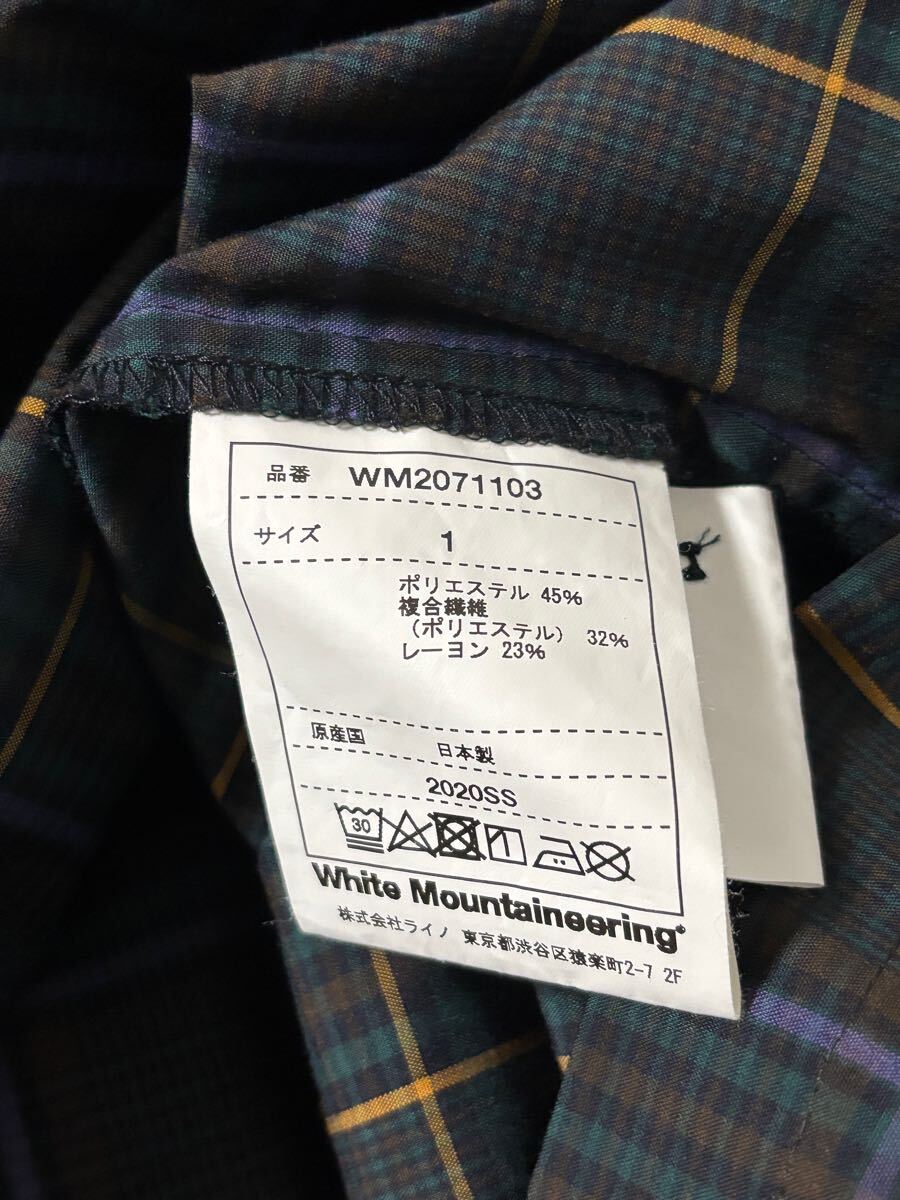 品番 WM2071103
サイズ 1
ポリエステル 45%
複合繊維
(ポリエステル) 32%
レーヨン 23%
原産国 日本製
2020SS
30
White Mountaineering®
株式会社ライノ 東京都渋谷区猿楽町2-7 2F